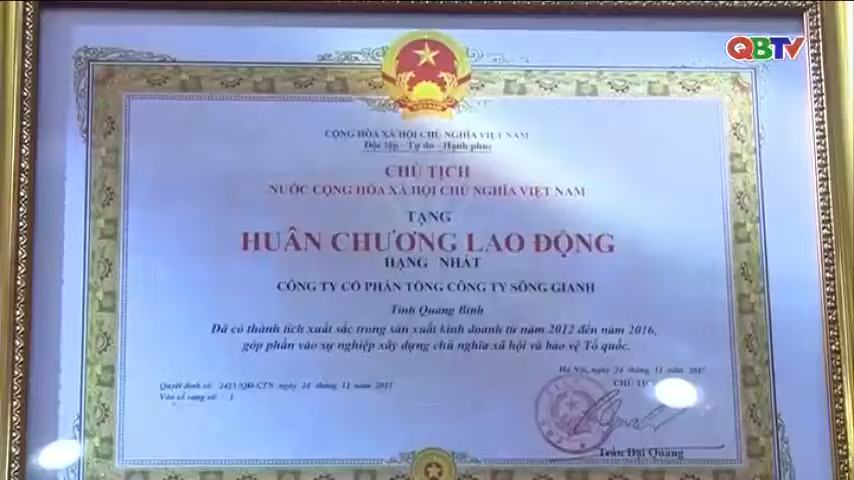 QBTV
CỘNG HÒA XÃ HỘI CHỦ NGHĨA VIỆT NAM
Độc lập - Tự do - Hạnh phúc
CHỦ TỊCH
NƯỚC CỘNG HÒA XÃ HỘI CHỦ NGHĨA VIỆT NAM
TẶNG
HUÂN CHƯƠNG LAO ĐỘNG
HẠNG NHẤT
CÔNG TY CỔ PHẦN TỔNG CÔNG TY SÔNG GIANH
Tỉnh Quảng Bình
Đã có thành tích xuất sắc trong sản xuất kinh doanh từ năm 2012 đến năm 2016,
góp phần vào sự nghiệp xây dựng chủ nghĩa xã hội và bảo vệ Tổ quốc.
Hà Nội, ngày 24 tháng 11 năm 2017
CHỦ TỊCH
Quyết định số: /QĐ-CTN ngày 24 tháng 11 năm 2017
Vào sổ vàng số: 1
Trần Đại Quang